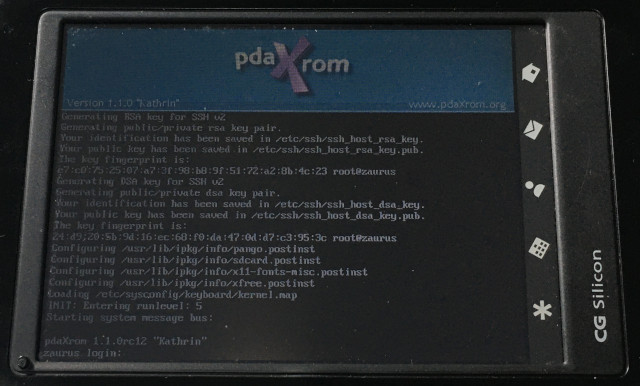 pdaXrom
Version 1.1.0 "Kathrin"
www.pdaxrom.org
Generating RSA key for SSH v2
Generating public/private rsa key pair.
Your identification has been saved in /etc/ssh/ssh_host_rsa_key.
Your public key has been saved in /etc/ssh/ssh_host_rsa_key.pub.
The key fingerprint is:
e7:c0:75:25:07:a7:3f:98:b8:9f:51:72:a2:8b:4c:23 root@zaurus
Generating DSA key for SSH v2
Generating public/private dsa key pair.
Your identification has been saved in /etc/ssh/ssh_host_dsa_key.
Your public key has been saved in /etc/ssh/ssh_host_dsa_key.pub.
The key fingerprint is:
24:d9:20:5b:9d:16:ec:68:f0:da:47:0d:d7:c3:95:3c root@zaurus
Configuring /usr/lib/ipkg/info/pango.postinst
Configuring /usr/lib/ipkg/info/sdcard.postinst
Configuring /usr/lib/ipkg/info/x11-fonts-misc.postinst
Configuring /usr/lib/ipkg/info/xfree.postinst
Loading /etc/sysconfig/keyboard/kernel.map
INIT: Entering runlevel: 5
Starting system message bus:
pdaXrom 1.1.0rc12 "Kathrin"
zaurus login:
CG Silicon